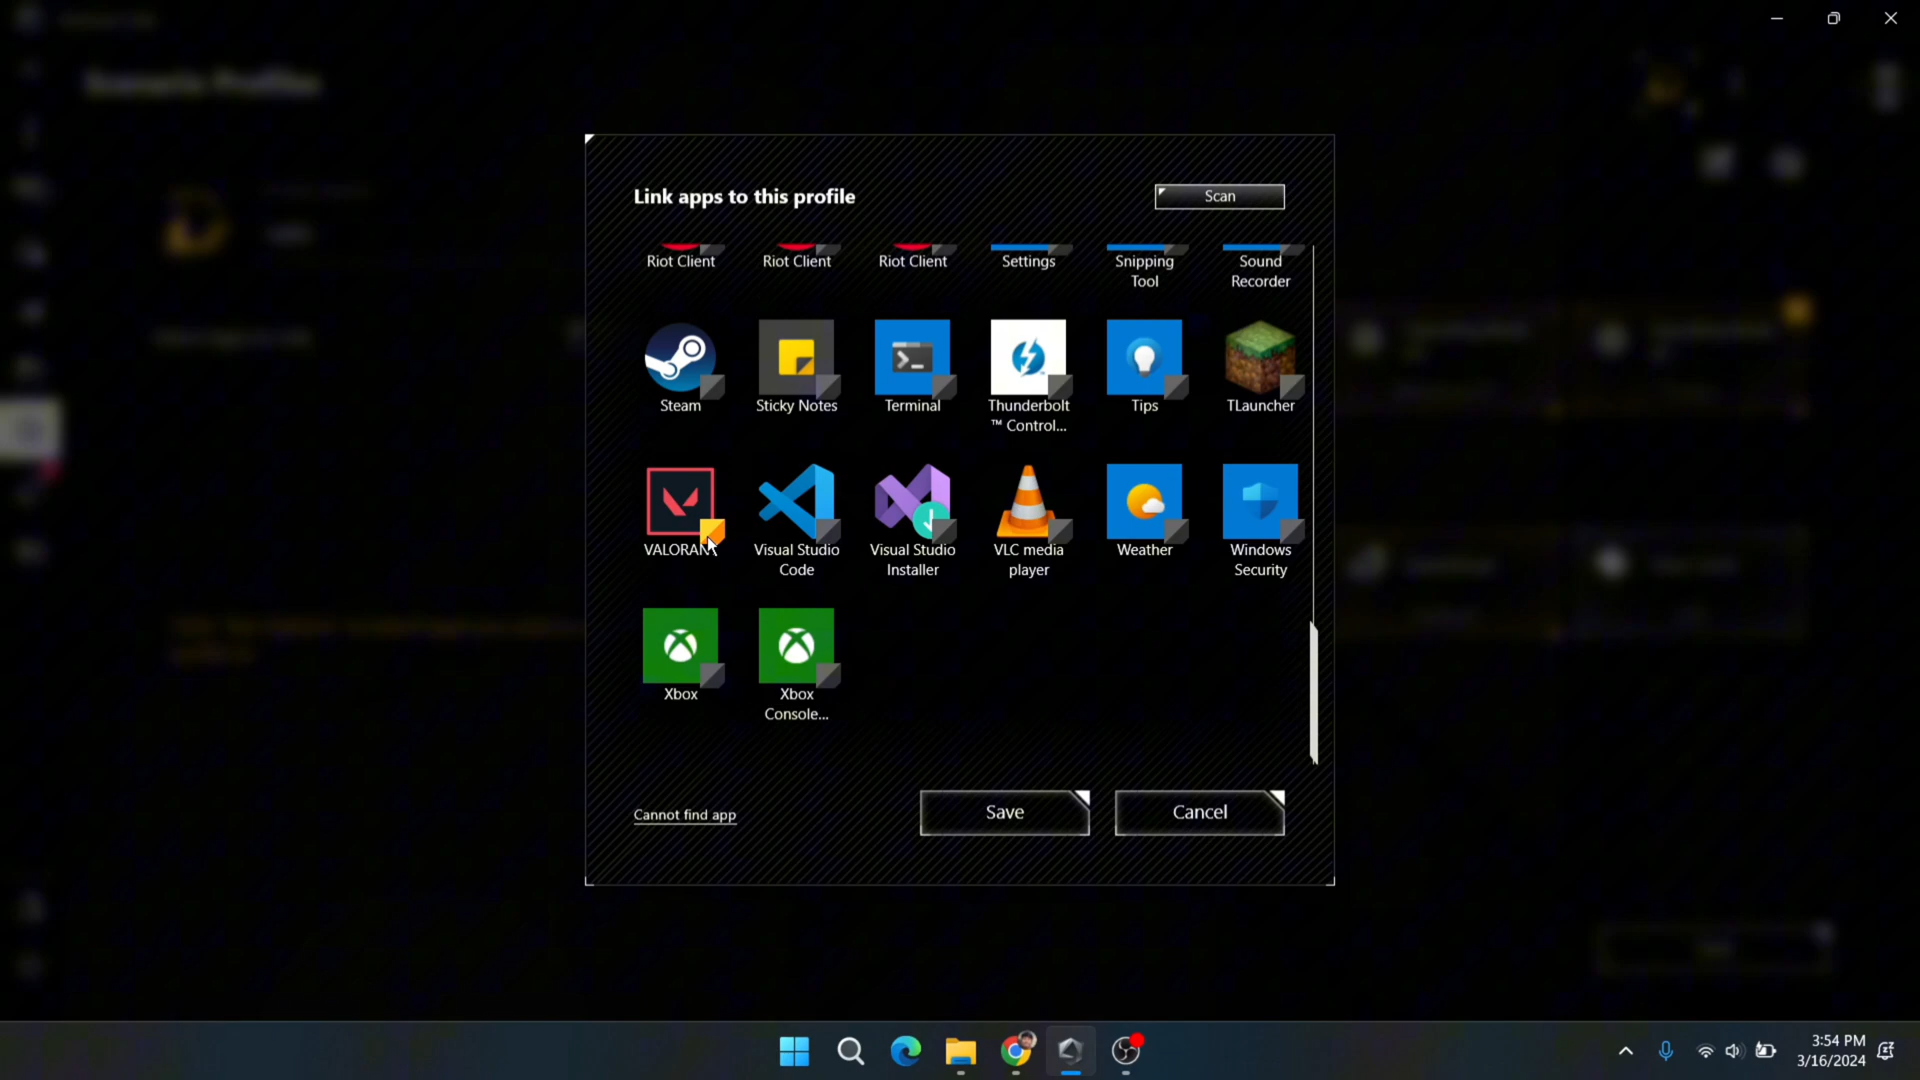 Scenario Profiles
Link apps to this profile
Scan
Riot Client
Riot Client
Riot Client
Settings
Snipping
Tool
Sound
Recorder
Steam
Sticky Notes
Terminal
Thunderbolt
™ Control...
Tips
TLauncher
VALORANT
Visual Studio
Code
Visual Studio
Installer
VLC media
player
Weather
Windows
Security
Xbox
Xbox
Console...
Cannot find app
Save
Cancel
3:54 PM
3/16/2024